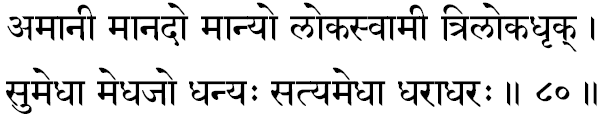 अमानी मानदो मान्यो लोकस्वामी त्रिलोकधृक् ।
सुमेधा मेधजो धन्यः सत्यमेधा धराधरः ॥ ८० ॥